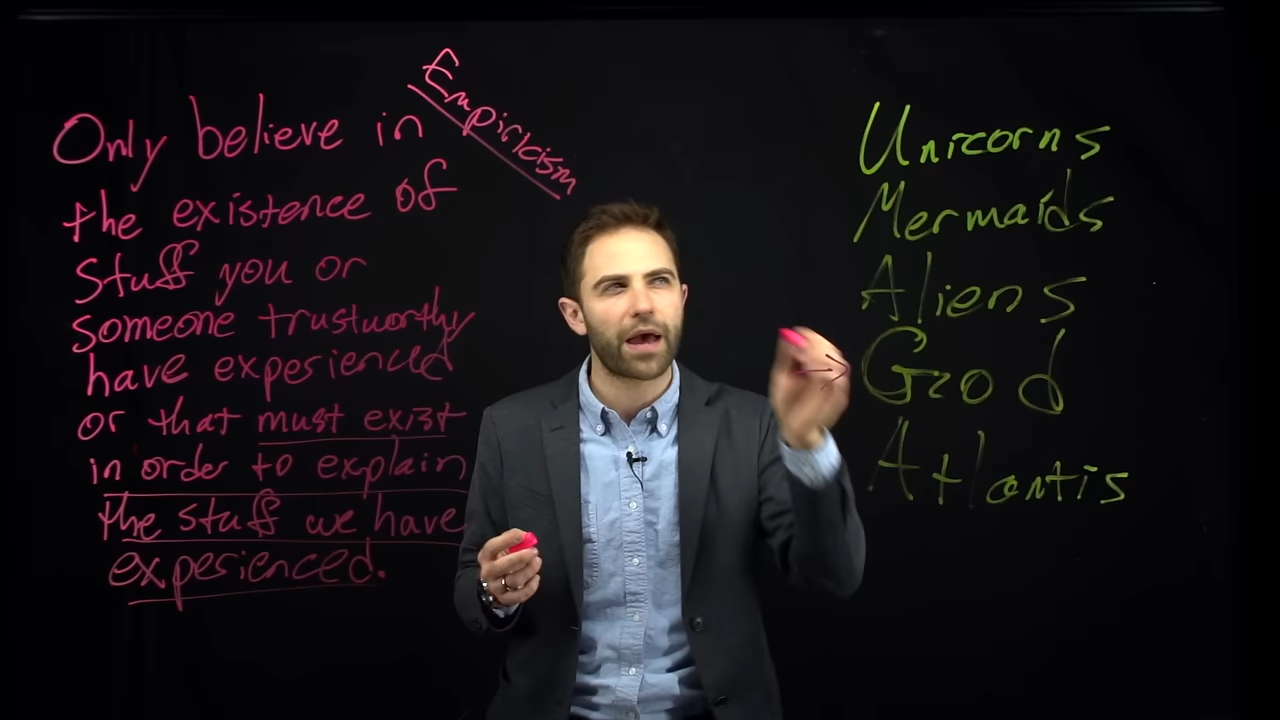 Empiricism
Only believe in
the existence of
stuff you or
someone trustworthy
have experienced
or that must exist
in order to explain
the stuff we have
experienced.
Unicorns
Mermaids
Aliens
God
Atlantis